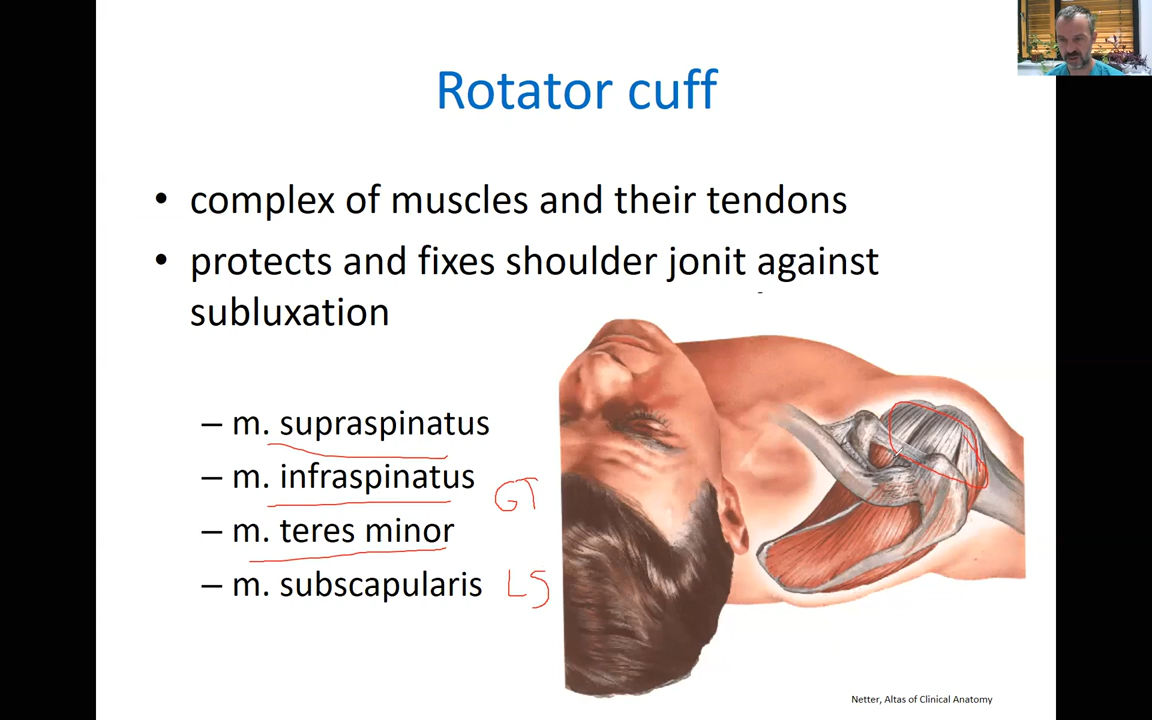 Rotator cuff
• complex of muscles and their tendons
• protects and fixes shoulder jonit against
subluxation
– m. supraspinatus
– m. infraspinatus
GT
– m. teres minor
– m. subscapularis LS
Netter, Altas of Clinical Anatomy